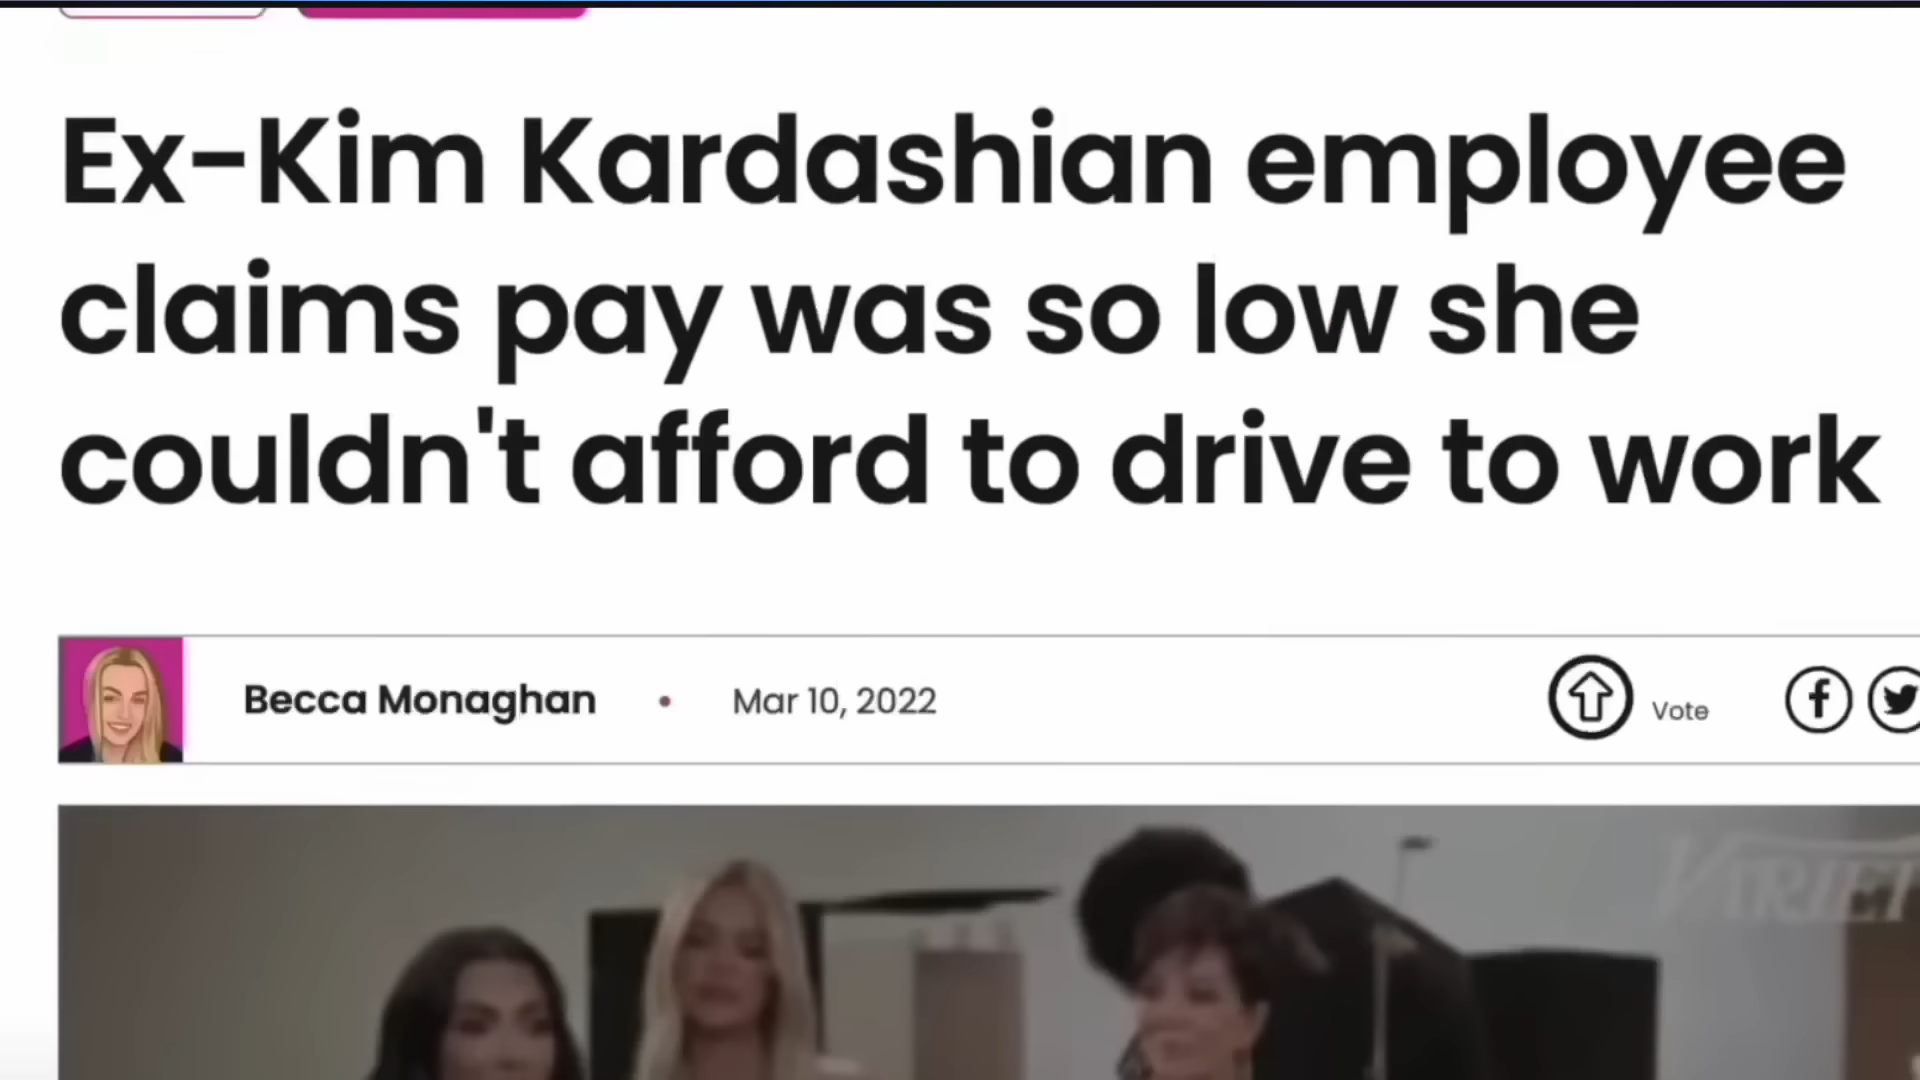 Ex-Kim Kardashian employee
claims pay was so low she
couldn't afford to drive to work
Becca Monaghan • Mar 10, 2022 Vote
VARIET